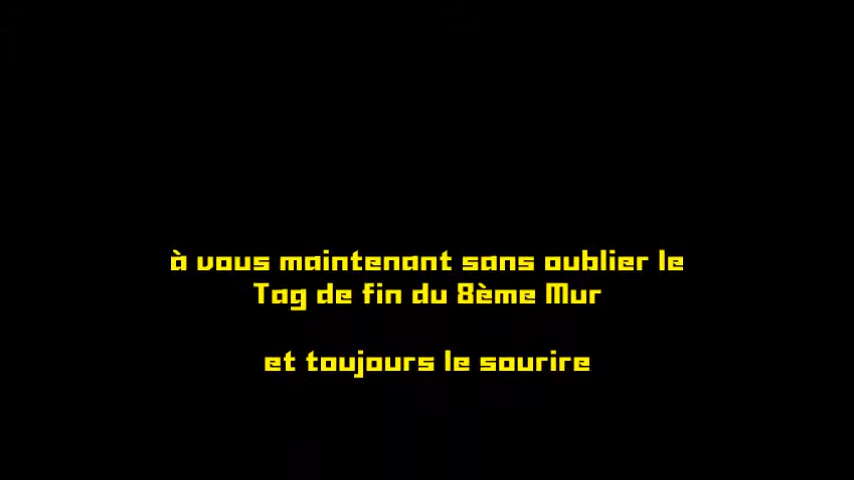 à vous maintenant sans oublier le
Tag de fin du 8ème Mur
et toujours le sourire